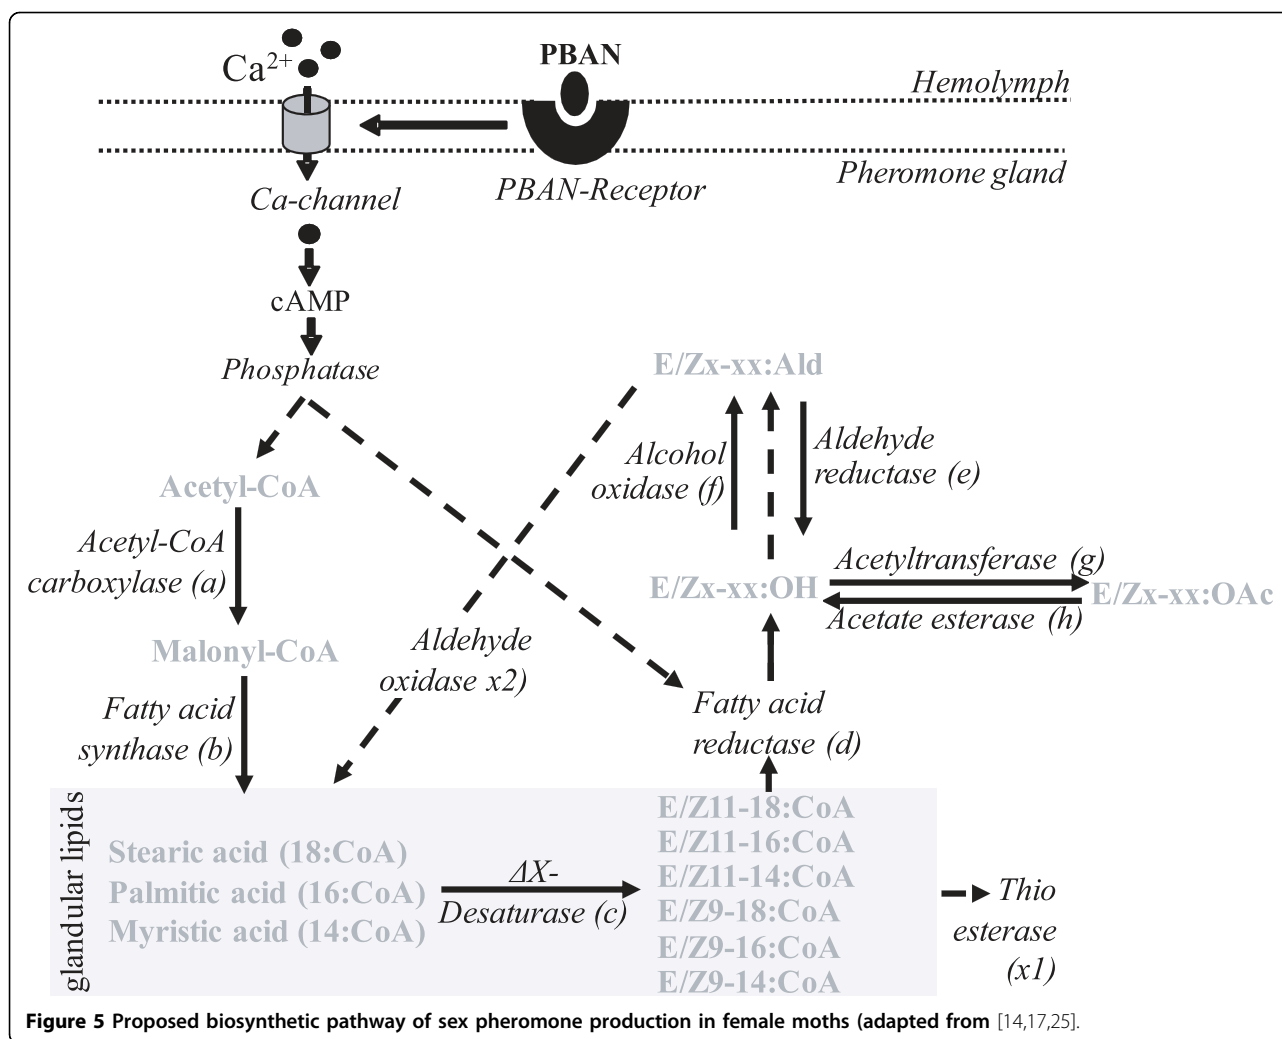 PBAN
Ca2+
Hemolymph
Pheromone gland
PBAN-Receptor
Ca-channel
cAMP
Phosphatase
E/Zx-xx:Ald
Alcohol
oxidase (f)
Aldehyde
reductase (e)
Acetyl-CoA
Acetyl-CoA
carboxylase (a)
Acetyltransferase (g)
E/Zx-xx:OH
E/Zx-xx:OAc
Acetate esterase (h)
Malonyl-CoA
Aldehyde
oxidase x2)
Fatty acid
synthase (b)
Fatty acid
reductase (d)
glandular lipids
Stearic acid (18:CoA)
Palmitic acid (16:CoA)
Myristic acid (14:CoA)
ΔX-
Desaturase (c)
E/Z11-18:CoA
E/Z11-16:CoA
E/Z11-14:CoA
E/Z9-18:CoA
E/Z9-16:CoA
E/Z9-14:CoA
Thio
esterase
(x1)
Figure 5 Proposed biosynthetic pathway of sex pheromone production in female moths (adapted from [14,17,25].